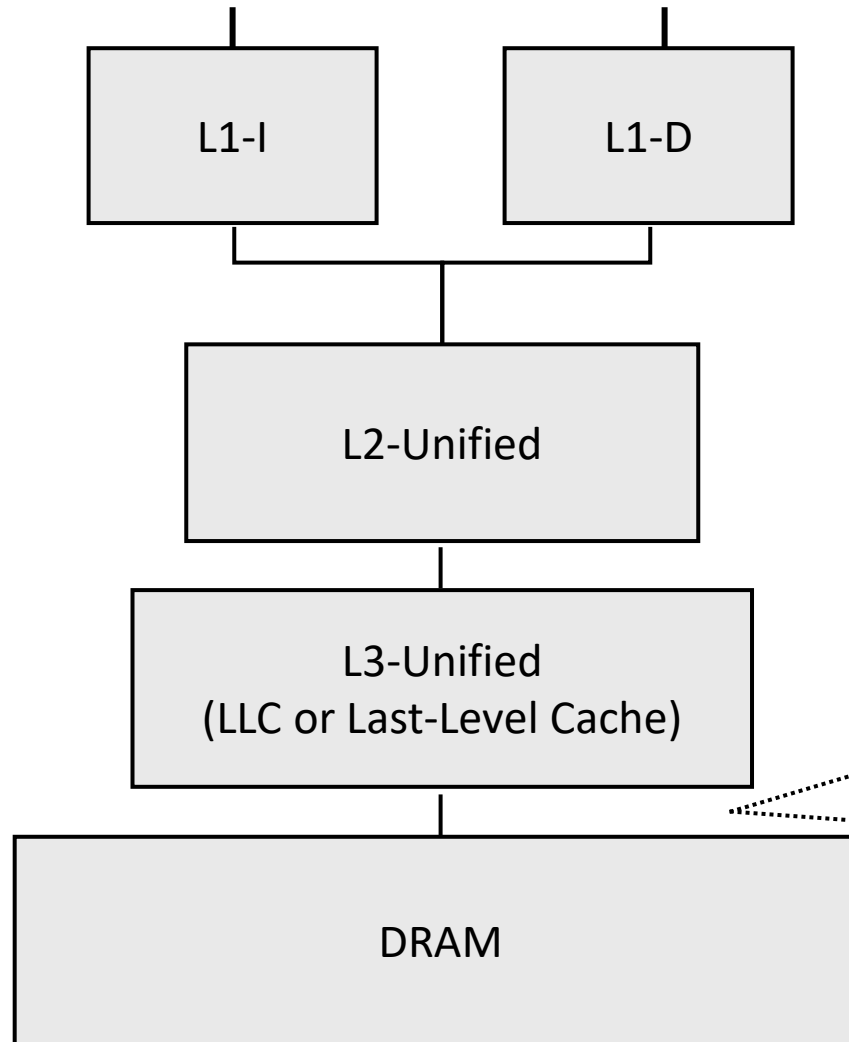 L1-I
L1-D
L2-Unified
L3-Unified
(LLC or Last-Level Cache)
DRAM